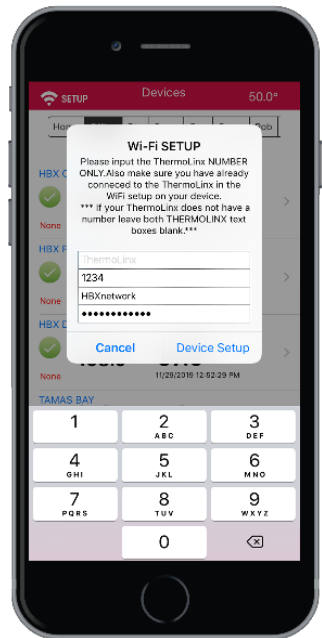 SETUP
Devices
50.0°
Wi-Fi SETUP
Please input the ThermoLinx NUMBER
ONLY.Also make sure you have already
conneced to the ThermoLinx in the
WiFi setup on your device.
*** If your ThermoLinx does not have a
number leave both THERMOLINX text
boxes blank.***
ThermoLinx
1234
HBXnetwork
••••••••••••
Cancel
Device Setup
HBX
None
HBX
None
HBX
None
11/29/2019 12-52-29 PM
TAMAS BAY
1
2
ABC
3
DEF
4
GHI
5
JKL
6
MNO
7
PQRS
8
TUV
9
WXYZ
0